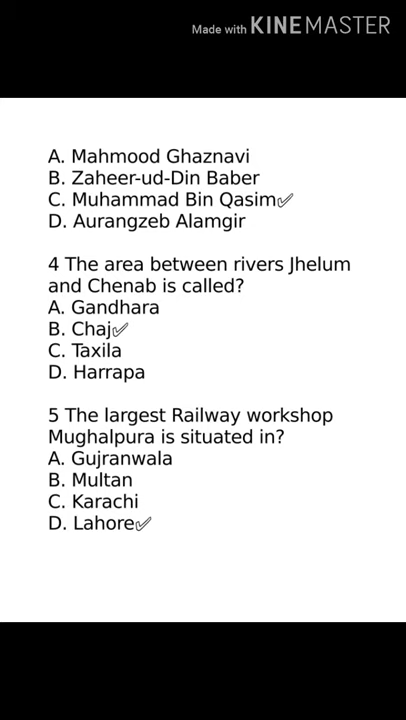 Made with KINEMASTER
A. Mahmood Ghaznavi
B. Zaheer-ud-Din Baber
C. Muhammad Bin Qasim✅
D. Aurangzeb Alamgir
4 The area between rivers Jhelum
and Chenab is called?
A. Gandhara
B. Chaj✅
C. Taxila
D. Harrapa
5 The largest Railway workshop
Mughalpura is situated in?
A. Gujranwala
B. Multan
C. Karachi
D. Lahore✅